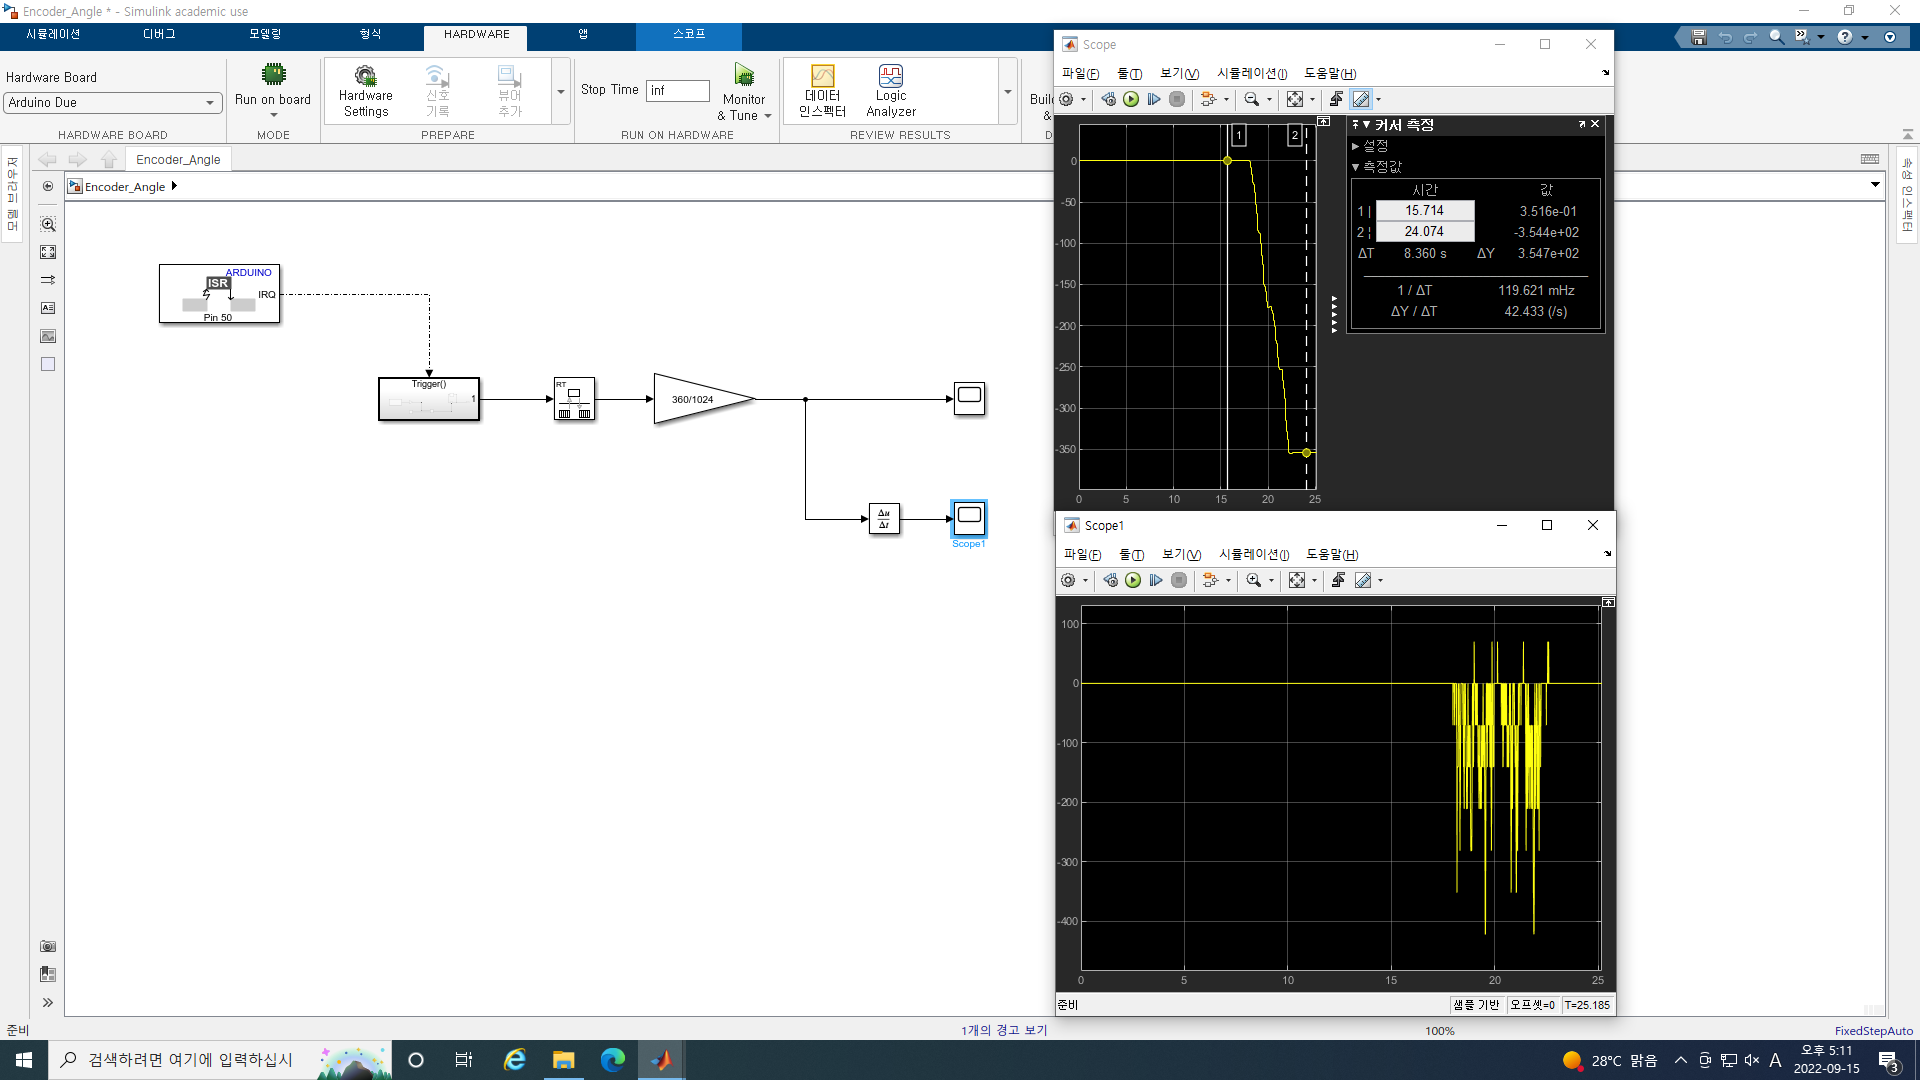 Encoder_Angle * - Simulink academic use
시뮬레이션 디버그 모델링 형식 HARDWARE 앱 스코프
Hardware Board
Arduino Due
HARDWARE BOARD
Run on board
MODE
Hardware Settings
신호 기록
뷰어 추가
PREPARE
Stop Time inf
Monitor & Tune
RUN ON HARDWARE
데이터 인스펙터
Logic Analyzer
REVIEW RESULTS
Encoder_Angle
Encoder_Angle
ARDUINO
ISR
IRQ
Pin 50
Trigger()
1
RT
360/1024
Δu
Δt
Scope1
Scope
파일(F) 툴(T) 보기(V) 시뮬레이션(I) 도움말(H)
1 2
0
-50
-100
-150
-200
-250
-300
-350
0 5 10 15 20 25
커서 측정
설정
측정값
시간 값
1 | 15.714 3.516e-01
2 ¦ 24.074 -3.544e+02
ΔT 8.360 s ΔY 3.547e+02
1 / ΔT 119.621 mHz
ΔY / ΔT 42.433 (/s)
Scope1
파일(F) 툴(T) 보기(V) 시뮬레이션(I) 도움말(H)
100
0
-100
-200
-300
-400
0 5 10 15 20 25
준비 샘플 기반 오프셋=0 T=25.185
준비 1개의 경고 보기 100% FixedStepAuto
검색하려면 여기에 입력하십시
28°C 맑음 A 오후 5:11
2022-09-15
3